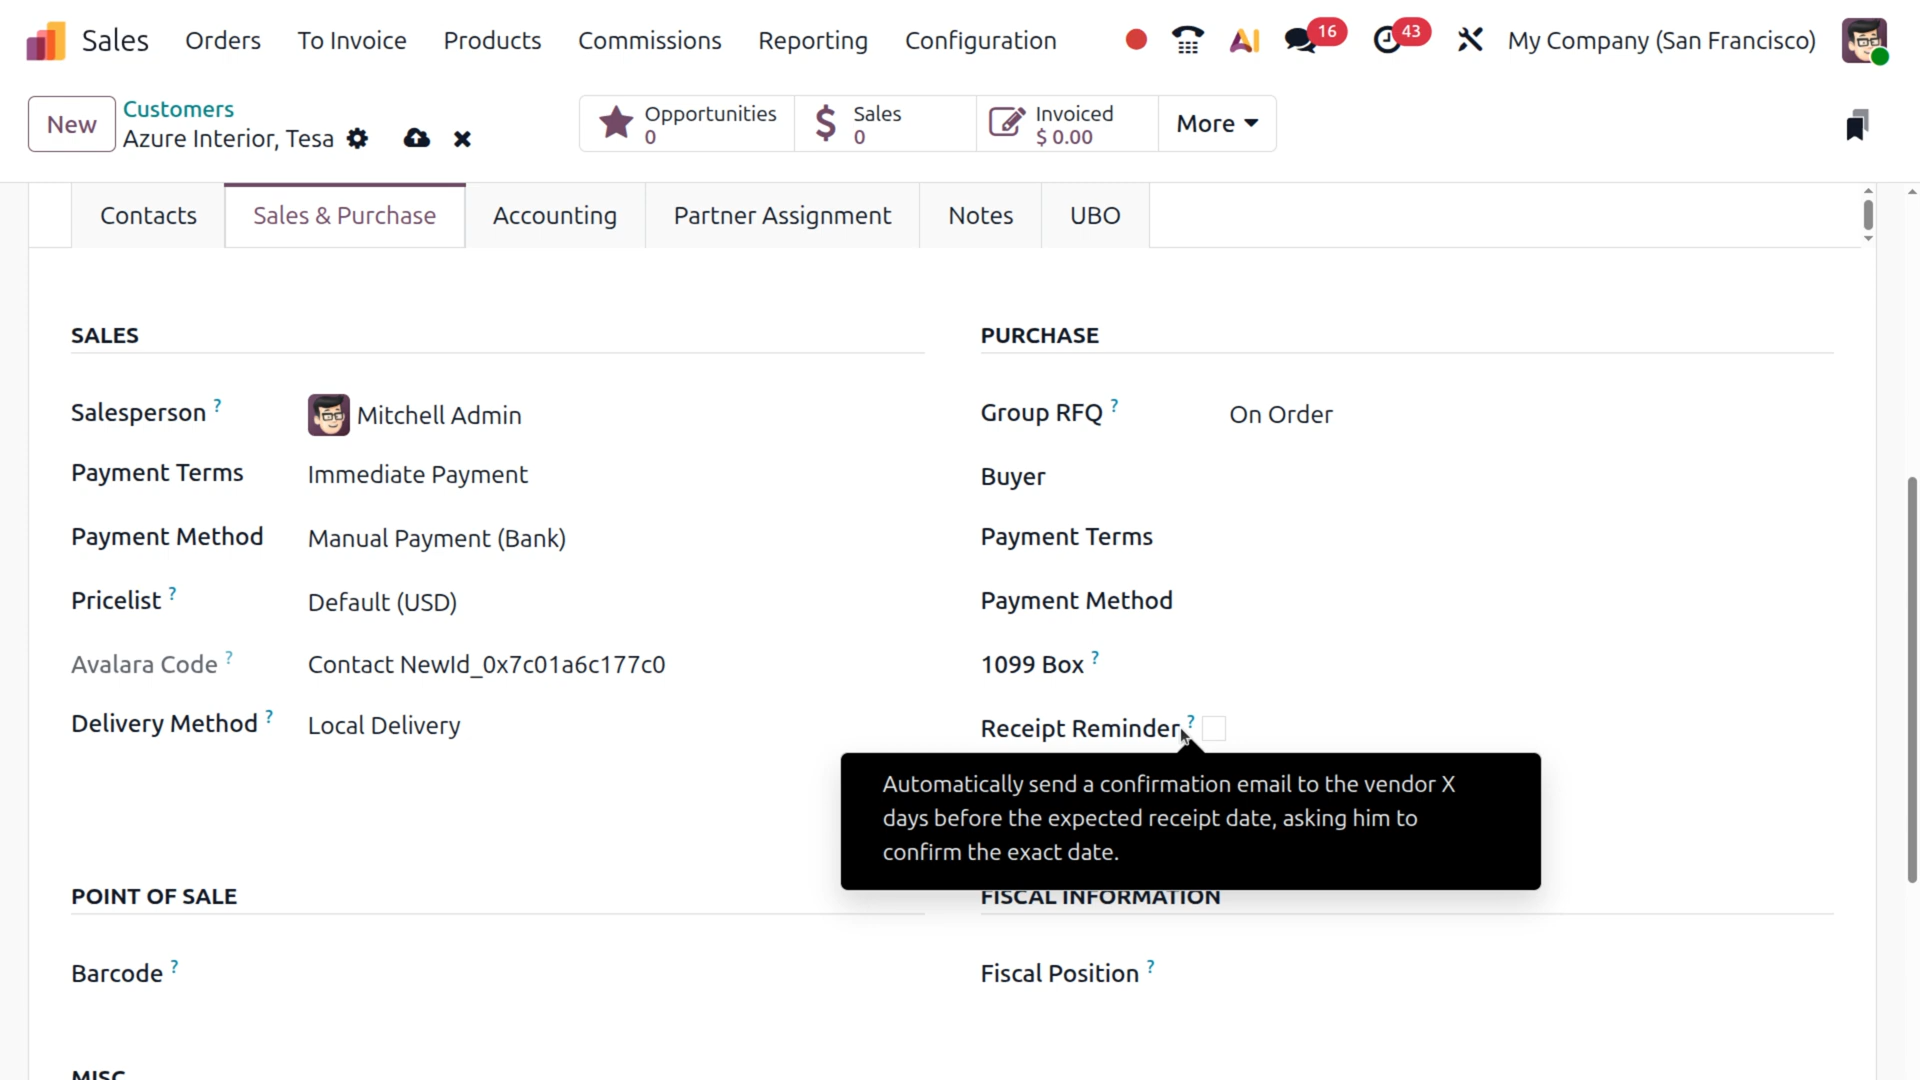 Sales
Orders
To Invoice
Products
Commissions
Reporting
Configuration
AI
16
43
My Company (San Francisco)
New
Customers
Azure Interior, Tesa
Opportunities
0
Sales
0
Invoiced
$ 0.00
More
Contacts
Sales & Purchase
Accounting
Partner Assignment
Notes
UBO
SALES
Salesperson ?
Mitchell Admin
Payment Terms
Immediate Payment
Payment Method
Manual Payment (Bank)
Pricelist ?
Default (USD)
Avalara Code ?
Contact NewId_0x7c01a6c177c0
Delivery Method ?
Local Delivery
PURCHASE
Group RFQ ?
On Order
Buyer
Payment Terms
Payment Method
1099 Box ?
Receipt Reminder ?
Automatically send a confirmation email to the vendor X
days before the expected receipt date, asking him to
confirm the exact date.
POINT OF SALE
Barcode ?
FISCAL INFORMATION
Fiscal Position ?
MISC